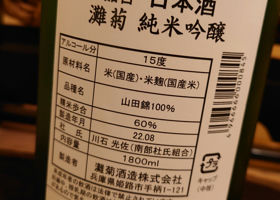 日本酒
灘菊 純米吟醸
アルコール分 15度
原材料名 米(国産)・米麹(国産米)
品種名 山田錦100%
精米歩合 60%
製造年月 22.08
杜氏 川石 光佐(南部杜氏組合)
内容量 1800ml
灘菊酒造株式会社
兵庫県姫路市手柄1-121
キャップ